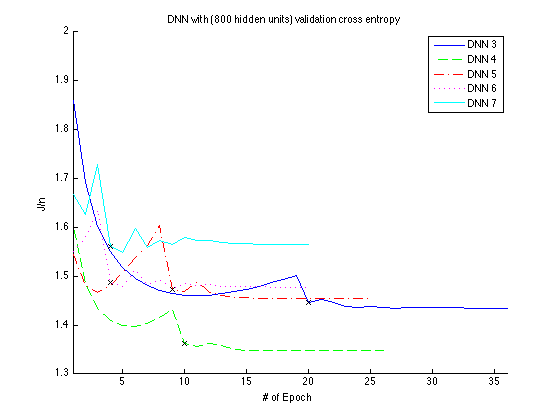 DNN with (800 hidden units) validation cross entropy
2
1.9
1.8
1.7
1.6
1.5
1.4
1.3
J/n
5
10
15
20
25
30
35
# of Epoch
DNN 3
DNN 4
DNN 5
DNN 6
DNN 7